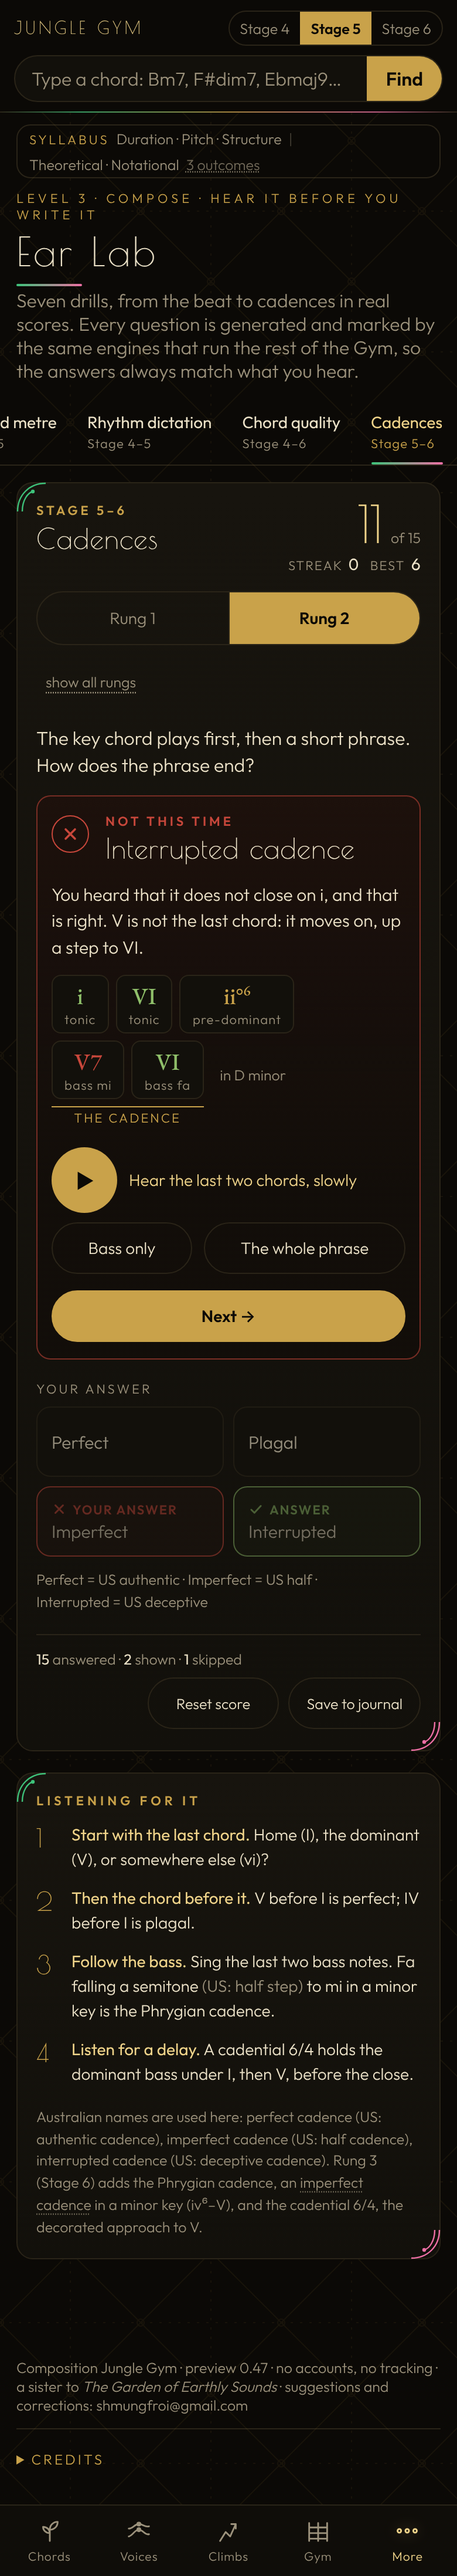 JUNGLE GYM
Stage 4
Stage 5
Stage 6
Type a chord: Bm7, F#dim7, Ebmaj9...
Find
SYLLABUS Duration · Pitch · Structure |
Theoretical · Notational 3 outcomes
LEVEL 3 · COMPOSE · HEAR IT BEFORE YOU
WRITE IT
Ear Lab
Seven drills, from the beat to cadences in real
scores. Every question is generated and marked by
the same engines that run the rest of the Gym, so
the answers always match what you hear.
d metre
Rhythm dictation
Chord quality
Cadences
5
Stage 4–5
Stage 4–6
Stage 5–6
STAGE 5–6
Cadences
11 of 15
STREAK 0 BEST 6
Rung 1
Rung 2
show all rungs
The key chord plays first, then a short phrase.
How does the phrase end?
NOT THIS TIME
Interrupted cadence
You heard that it does not close on i, and that
is right. V is not the last chord: it moves on, up
a step to VI.
i
tonic
VI
tonic
ii°6
pre-dominant
V7
bass mi
VI
bass fa
in D minor
THE CADENCE
Hear the last two chords, slowly
Bass only
The whole phrase
Next →
YOUR ANSWER
Perfect
Plagal
✕ YOUR ANSWER
Imperfect
✓ ANSWER
Interrupted
Perfect = US authentic · Imperfect = US half ·
Interrupted = US deceptive
15 answered · 2 shown · 1 skipped
Reset score
Save to journal
LISTENING FOR IT
1 Start with the last chord. Home (I), the dominant
(V), or somewhere else (vi)?
2 Then the chord before it. V before I is perfect; IV
before I is plagal.
3 Follow the bass. Sing the last two bass notes. Fa
falling a semitone (US: half step) to mi in a minor
key is the Phrygian cadence.
4 Listen for a delay. A cadential 6/4 holds the
dominant bass under I, then V, before the close.
Australian names are used here: perfect cadence (US:
authentic cadence), imperfect cadence (US: half cadence),
interrupted cadence (US: deceptive cadence). Rung 3
(Stage 6) adds the Phrygian cadence, an imperfect
cadence in a minor key (iv⁶–V), and the cadential 6/4, the
decorated approach to V.
Composition Jungle Gym · preview 0.47 · no accounts, no tracking ·
a sister to The Garden of Earthly Sounds · suggestions and
corrections: shmungfroi@gmail.com
▶ CREDITS
Chords
Voices
Climbs
Gym
More